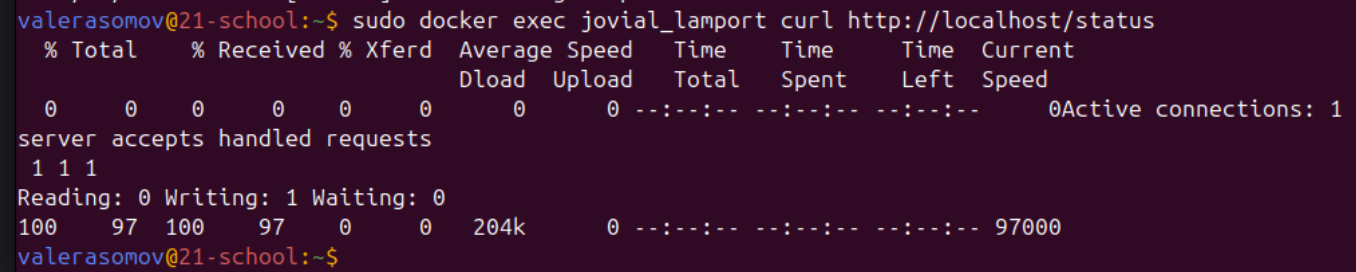 valerasomov@21-school:~$ sudo docker exec jovial_lamport curl http://localhost/status
  % Total    % Received % Xferd  Average Speed   Time    Time     Time  Current
                                 Dload  Upload   Total   Spent    Left  Speed
  0     0    0     0    0     0      0      0 --:--:-- --:--:-- --:--:--     0Active connections: 1
server accepts handled requests
 1 1 1
Reading: 0 Writing: 1 Waiting: 0
100    97  100    97    0     0   204k      0 --:--:-- --:--:-- --:--:-- 97000
valerasomov@21-school:~$